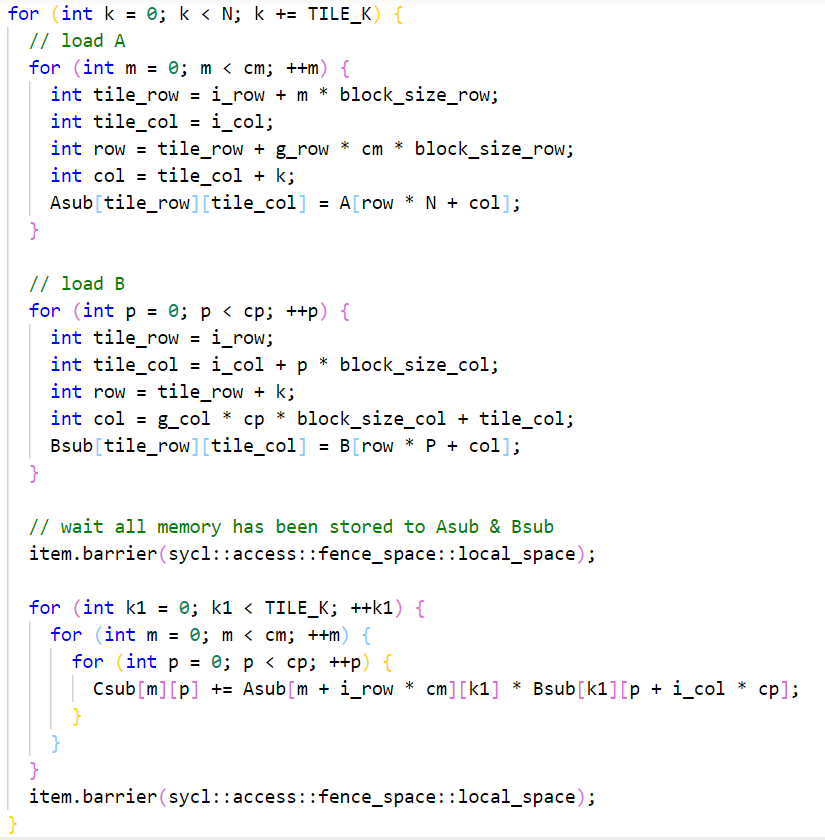 for (int k = 0; k < N; k += TILE_K) {
  // load A
  for (int m = 0; m < cm; ++m) {
    int tile_row = i_row + m * block_size_row;
    int tile_col = i_col;
    int row = tile_row + g_row * cm * block_size_row;
    int col = tile_col + k;
    Asub[tile_row][tile_col] = A[row * N + col];
  }

  // load B
  for (int p = 0; p < cp; ++p) {
    int tile_row = i_row;
    int tile_col = i_col + p * block_size_col;
    int row = tile_row + k;
    int col = g_col * cp * block_size_col + tile_col;
    Bsub[tile_row][tile_col] = B[row * P + col];
  }

  // wait all memory has been stored to Asub & Bsub
  item.barrier(sycl::access::fence_space::local_space);

  for (int k1 = 0; k1 < TILE_K; ++k1) {
    for (int m = 0; m < cm; ++m) {
      for (int p = 0; p < cp; ++p) {
        Csub[m][p] += Asub[m + i_row * cm][k1] * Bsub[k1][p + i_col * cp];
      }
    }
  }
  item.barrier(sycl::access::fence_space::local_space);
}